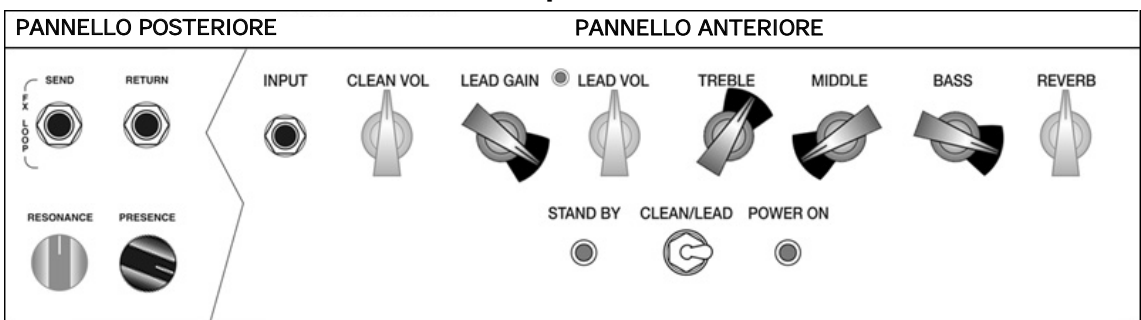 PANNELLO POSTERIORE
PANNELLO ANTERIORE
SEND
RETURN
FX LOOP
INPUT
CLEAN VOL
LEAD GAIN
LEAD VOL
TREBLE
MIDDLE
BASS
REVERB
RESONANCE
PRESENCE
STAND BY
CLEAN/LEAD
POWER ON